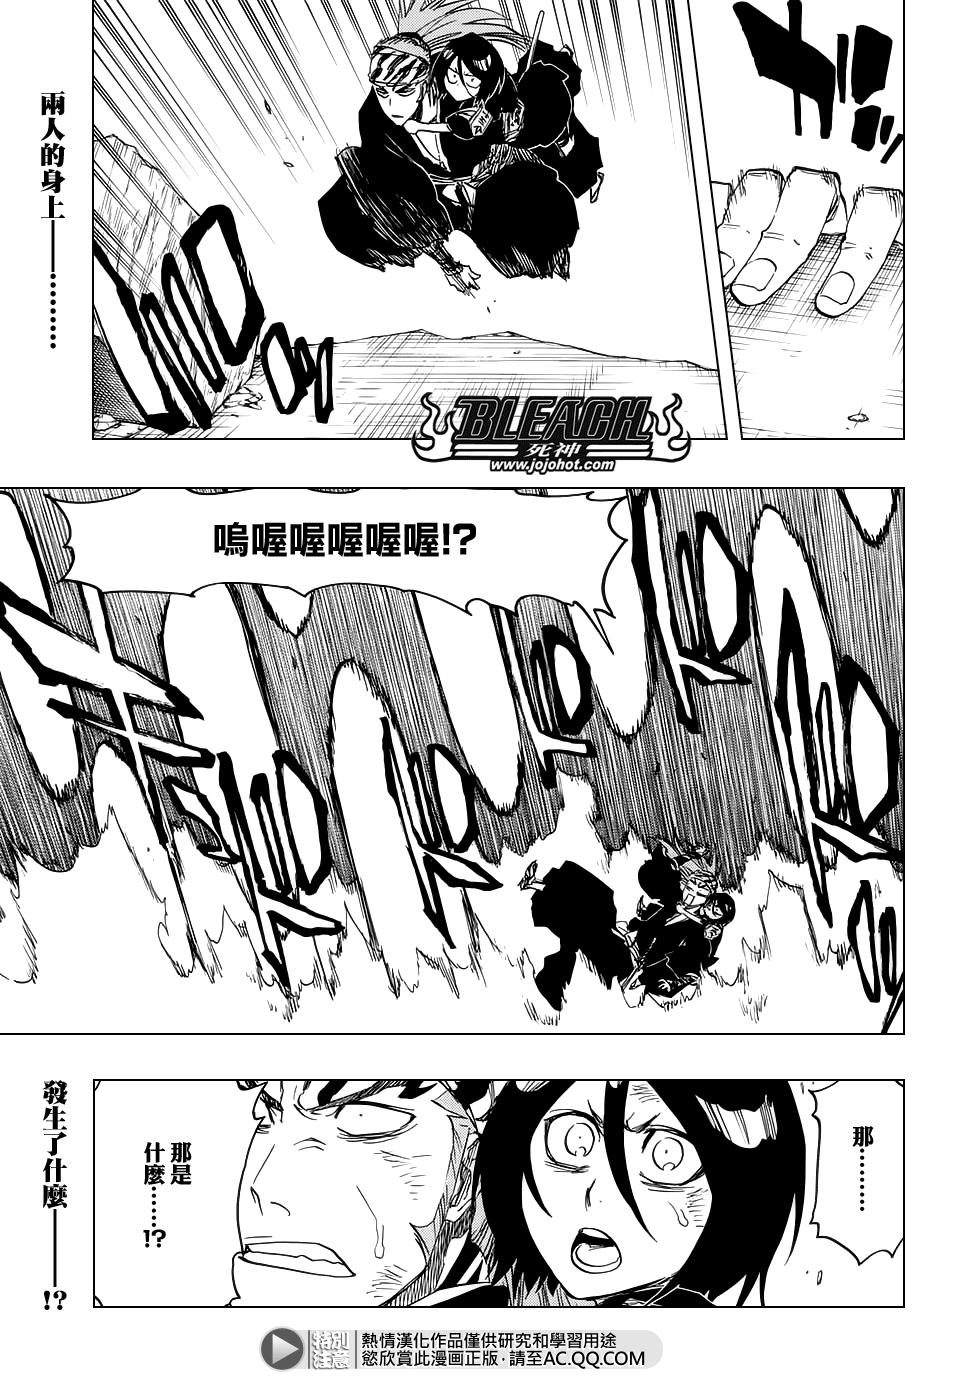 兩人的身上——………
BLEACH
死神
www.jojohot.com
嗚喔喔喔喔喔!?
那………
那是
什麼……!?
發生了什麼——!?
特別
注意
熱情漢化作品僅供研究和學習用途
慾欣賞此漫画正版，請至AC.QQ.COM